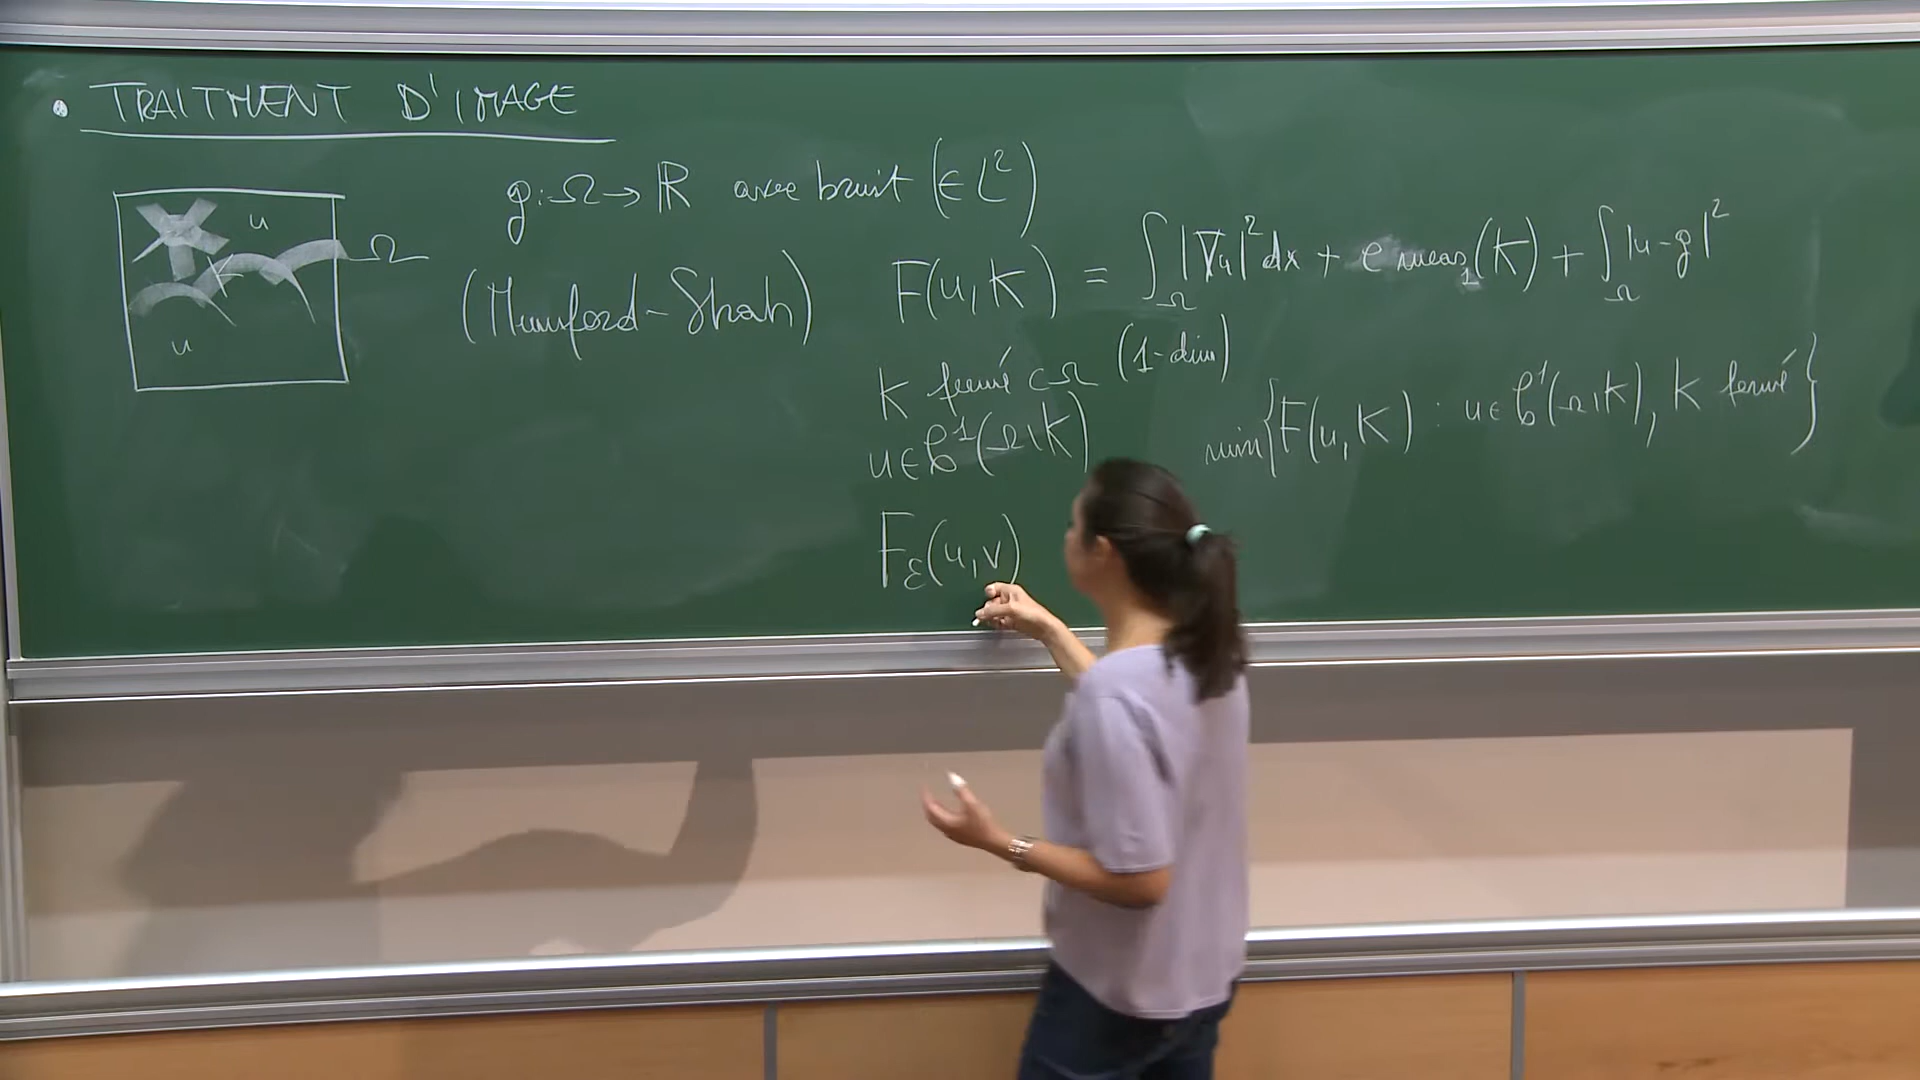 • TRAITMENT D'IMAGE
g: Ω → ℝ avec bruit (∈ L²)
(Mumford-Shah)
F(u,K) = ∫_Ω |∇u|² dx + c meas₁(K) + ∫_Ω |u-g|²
K fermé ⊂ Ω (1-dim)
u ∈ C¹(Ω\K)
min{F(u,K) : u ∈ C¹(Ω\K), K fermé}
F_ε(u,v)
u
K
Ω
u